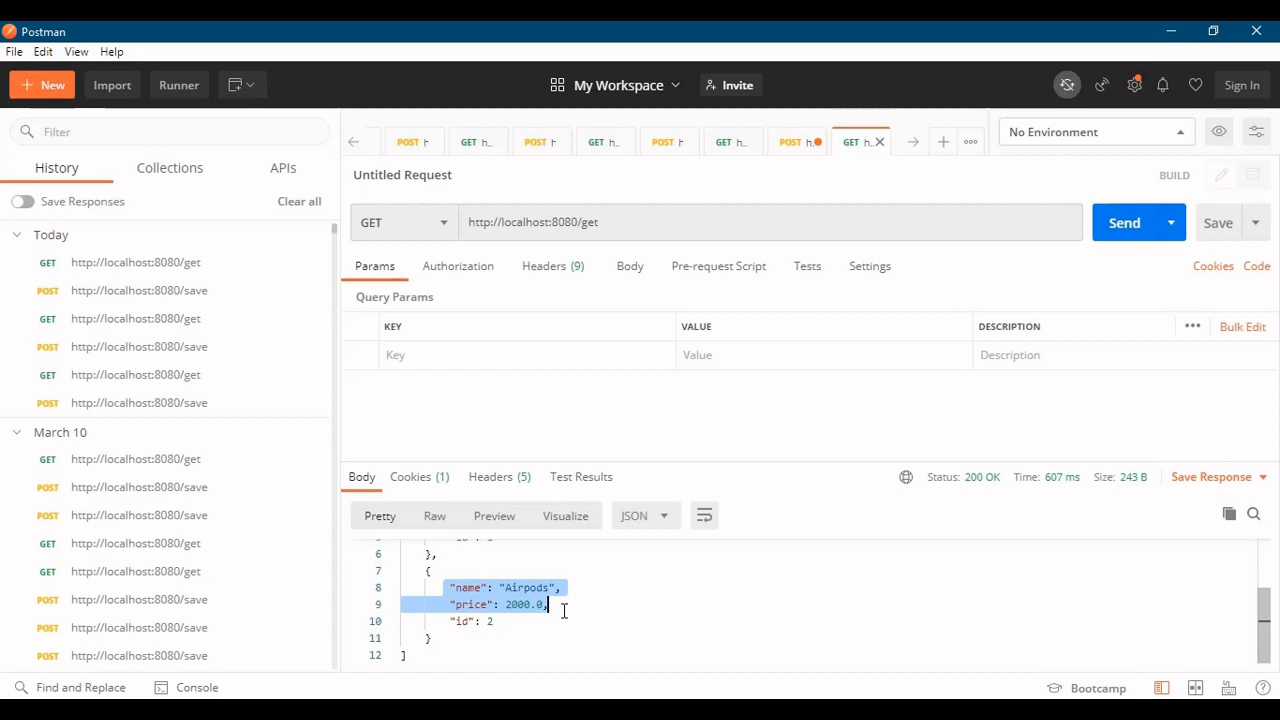 Postman
File Edit View Help
New Import Runner My Workspace Invite Sign In
Filter
History Collections APIs
Save Responses Clear all
Today
GET http://localhost:8080/get
POST http://localhost:8080/save
GET http://localhost:8080/get
POST http://localhost:8080/save
GET http://localhost:8080/get
POST http://localhost:8080/save
March 10
GET http://localhost:8080/get
POST http://localhost:8080/save
POST http://localhost:8080/save
GET http://localhost:8080/get
GET http://localhost:8080/get
POST http://localhost:8080/save
POST http://localhost:8080/save
POST http://localhost:8080/save
POST h GET h.. POST h GET h.. POST h GET h.. POST h. GET h.. No Environment
Untitled Request BUILD
GET http://localhost:8080/get Send Save
Params Authorization Headers (9) Body Pre-request Script Tests Settings Cookies Code
Query Params
KEY VALUE DESCRIPTION Bulk Edit
Key Value Description
Body Cookies (1) Headers (5) Test Results Status: 200 OK Time: 607 ms Size: 243 B Save Response
Pretty Raw Preview Visualize JSON
6 },
7 {
8 "name": "Airpods",
9 "price": 2000.0,
10 "id": 2
11 }
12 ]
Find and Replace Console Bootcamp